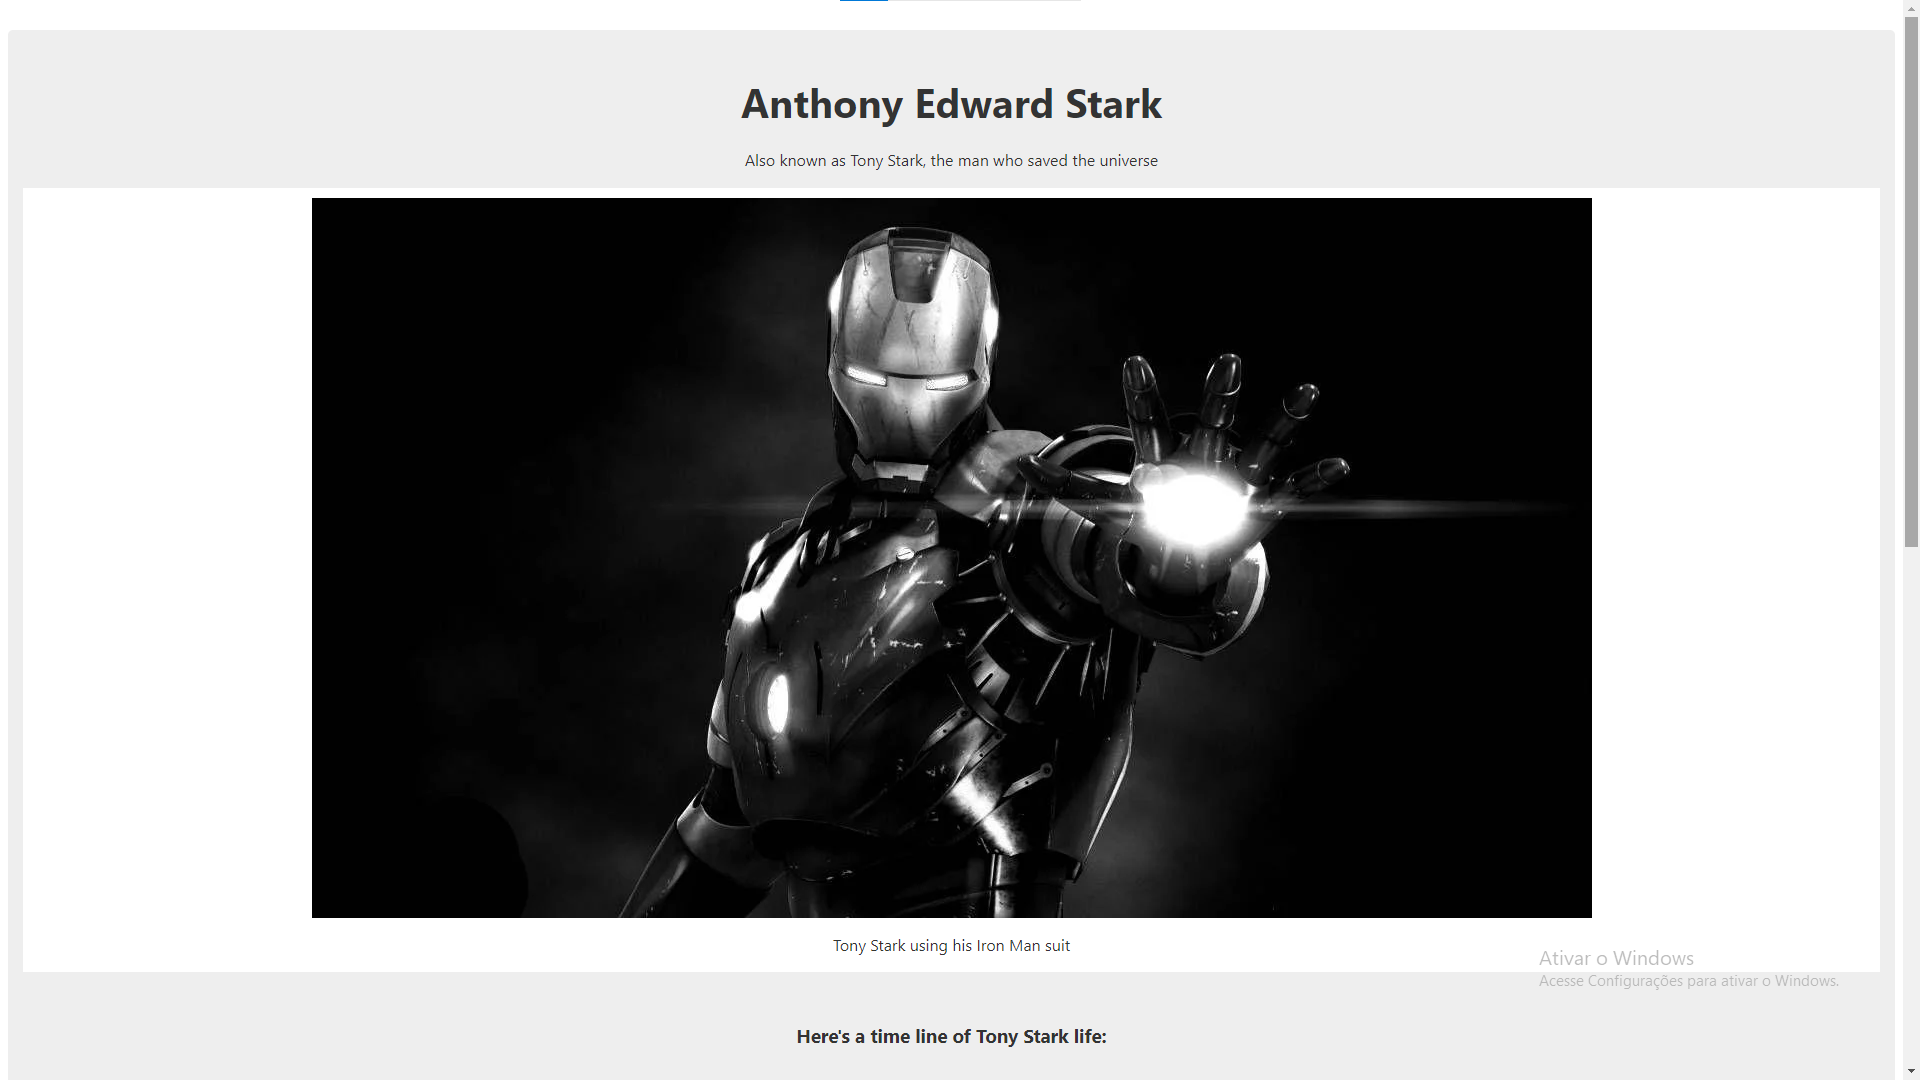 Anthony Edward Stark
Also known as Tony Stark, the man who saved the universe
Tony Stark using his Iron Man suit
Ativar o Windows
Acesse Configurações para ativar o Windows.
Here's a time line of Tony Stark life: